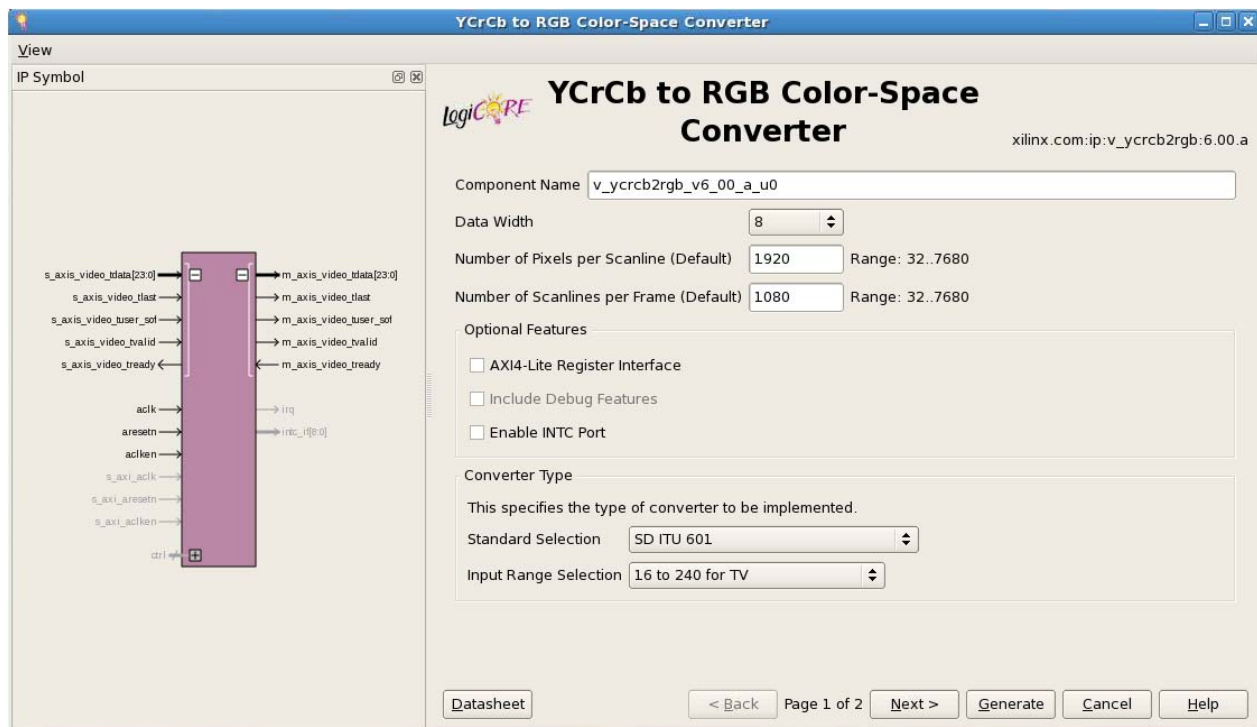 YCrCb to RGB Color-Space Converter
View
IP Symbol
s_axis_video_tdata[23:0]
s_axis_video_tlast
s_axis_video_tuser_sof
s_axis_video_tvalid
s_axis_video_tready
aclk
aresetn
aclken
s_axi_aclk
s_axi_aresetn
s_axi_aclken
ctrl
m_axis_video_tdata[23:0]
m_axis_video_tlast
m_axis_video_tuser_sof
m_axis_video_tvalid
m_axis_video_tready
irq
intc_if[8:0]
logiCORE
YCrCb to RGB Color-Space
Converter
xilinx.com:ip:v_ycrcb2rgb:6.00.a
Component Name v_ycrcb2rgb_v6_00_a_u0
Data Width 8
Number of Pixels per Scanline (Default) 1920 Range: 32..7680
Number of Scanlines per Frame (Default) 1080 Range: 32..7680
Optional Features
AXI4-Lite Register Interface
Include Debug Features
Enable INTC Port
Converter Type
This specifies the type of converter to be implemented.
Standard Selection SD ITU 601
Input Range Selection 16 to 240 for TV
Datasheet < Back Page 1 of 2 Next > Generate Cancel Help